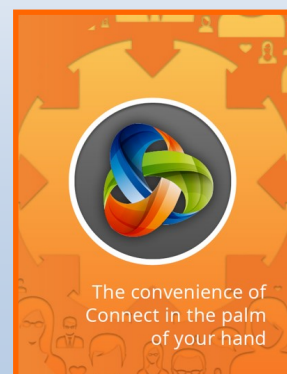 The convenience of
Connect in the palm
of your hand